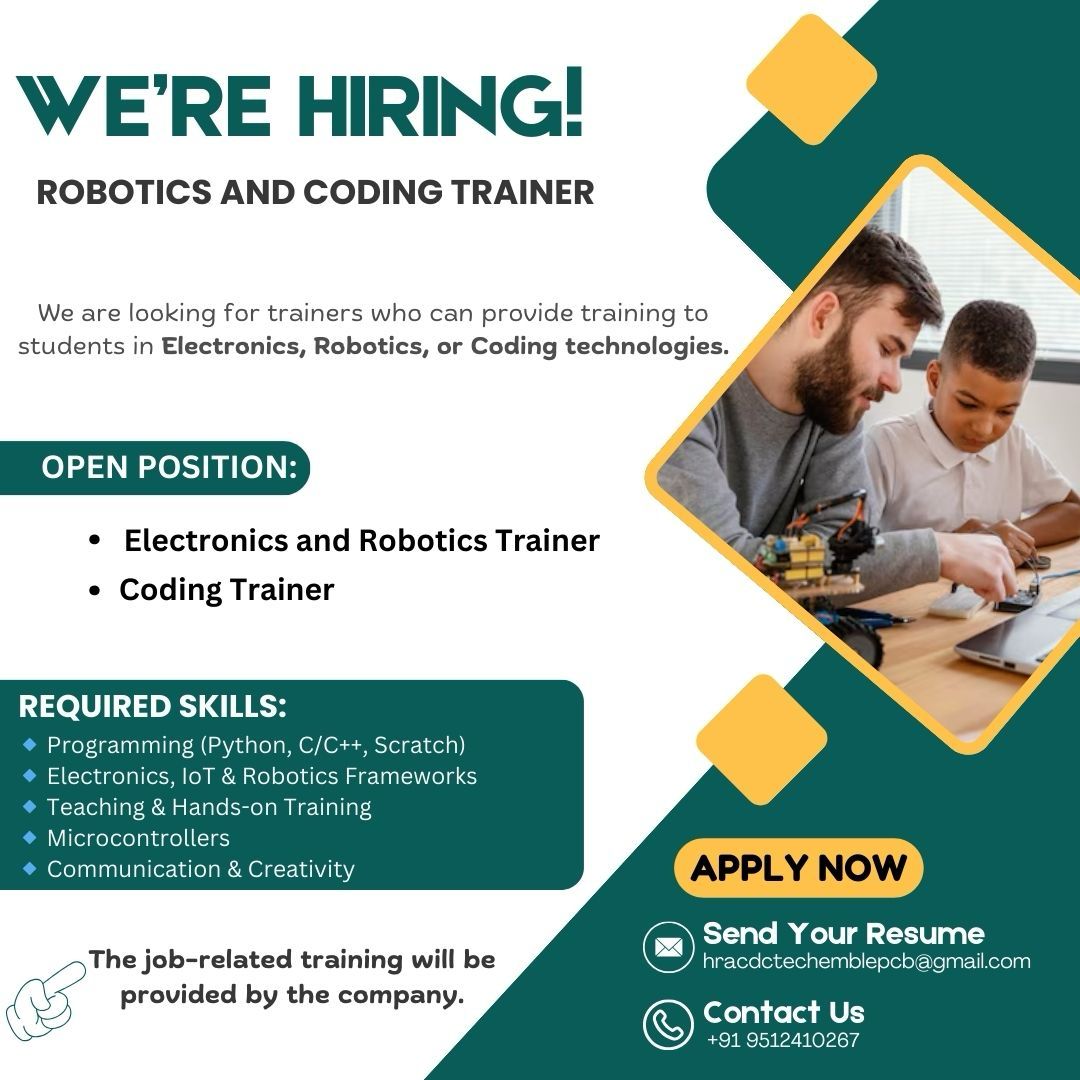 WE'RE HIRING!
ROBOTICS AND CODING TRAINER
We are looking for trainers who can provide training to
students in Electronics, Robotics, or Coding technologies.
OPEN POSITION:
• Electronics and Robotics Trainer
• Coding Trainer
REQUIRED SKILLS:
Programming (Python, C/C++, Scratch)
Electronics, IoT & Robotics Frameworks
Teaching & Hands-on Training
Microcontrollers
Communication & Creativity
The job-related training will be
provided by the company.
APPLY NOW
Send Your Resume
hracdctechemblepcb@gmail.com
Contact Us
+91 9512410267